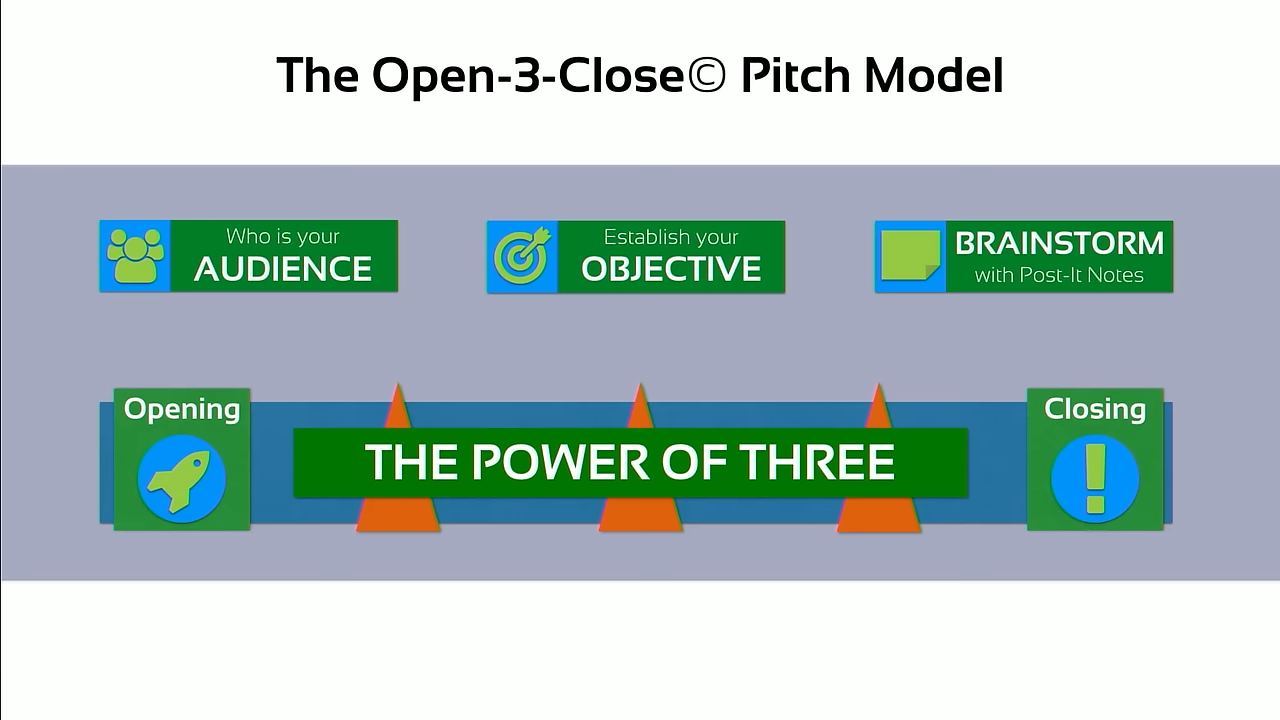 The Open-3-Close© Pitch Model
Who is your
AUDIENCE
Establish your
OBJECTIVE
BRAINSTORM
with Post-It Notes
Opening
THE POWER OF THREE
Closing